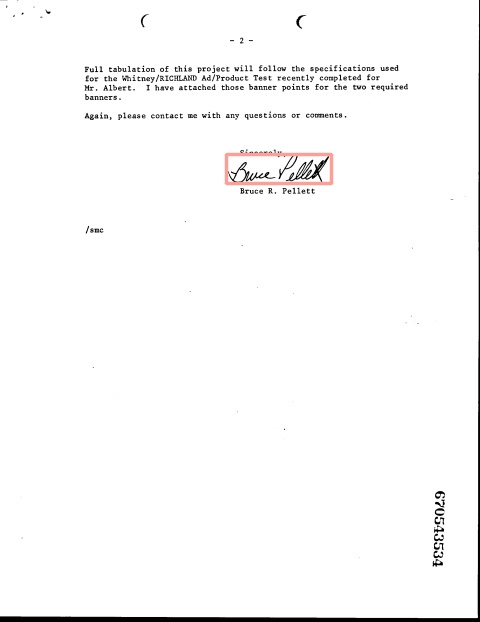 - 2 -
Full tabulation of this project will follow the specifications used
for the Whitney/RICHLAND Ad/Product Test recently completed for
Mr. Albert. I have attached those banner points for the two required
banners.
Again, please contact me with any questions or comments.
Sincerely,
Bruce Pellett
Bruce R. Pellett
/smc
670543534